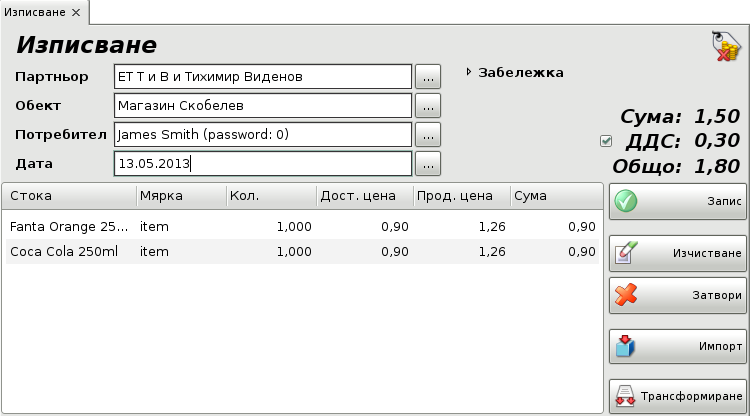 Изписване
Изписване
Партньор ЕТ Т и В и Тихимир Виденов ...
Забележка
Обект Магазин Скобелев ...
Потребител James Smith (password: 0) ...
Дата 13.05.2013 ...
Сума: 1,50
ДДС: 0,30
Общо: 1,80
Стока Мярка Кол. Дост. цена Прод. цена Сума
Fanta Orange 25... item 1,000 0,90 1,26 0,90
Coca Cola 250ml item 1,000 0,90 1,26 0,90
Запис
Изчистване
Затвори
Импорт
Трансформиране